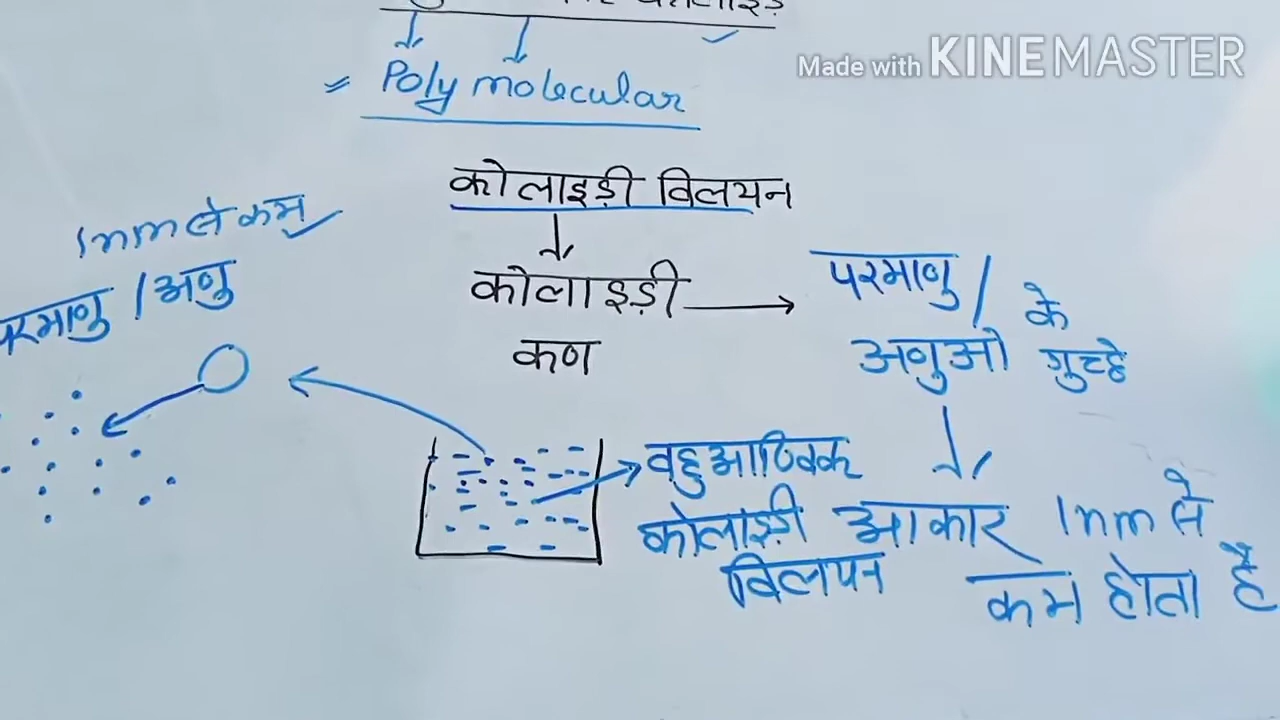 Made with KINEMASTER
Poly molecular
कोलाइड़ी विलयन
1nm से कम
परमाणु / अणु
कोलाइड़ी
कण
परमाणु /
अणुओ के गुच्छे
बहुआण्विक
कोलाइड़ी
विलयन
आकार 1nm से
कम होता है